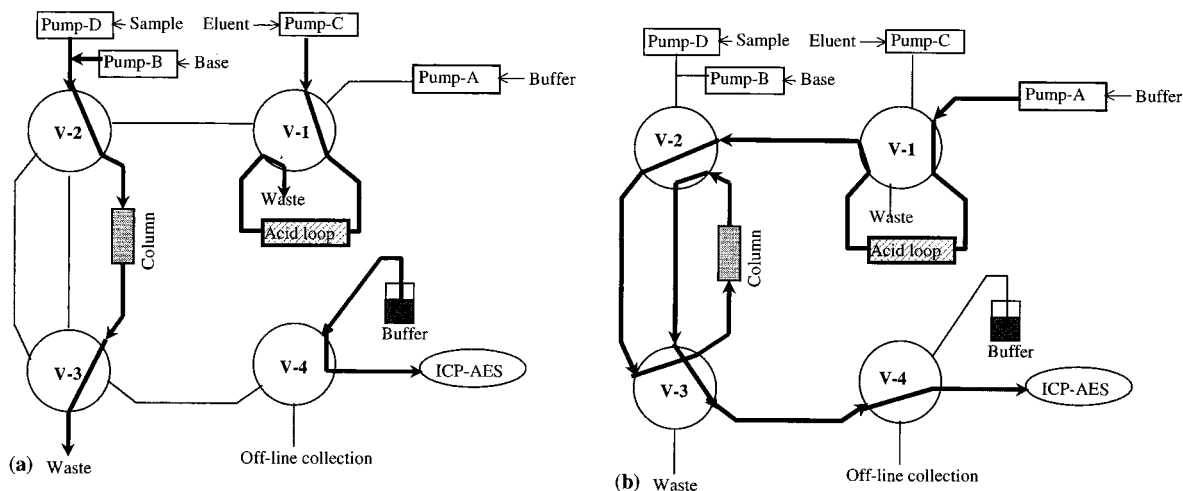 Pump-D
Sample
Eluent
Pump-C
Pump-B
Base
Pump-A
Buffer
V-2
V-1
Waste
Acid loop
Column
Buffer
V-3
V-4
ICP-AES
Off-line collection
(a)
Waste
Pump-D
Sample
Eluent
Pump-C
Pump-B
Base
Pump-A
Buffer
V-2
V-1
Waste
Acid loop
Column
Buffer
V-3
V-4
ICP-AES
Off-line collection
(b)
Waste